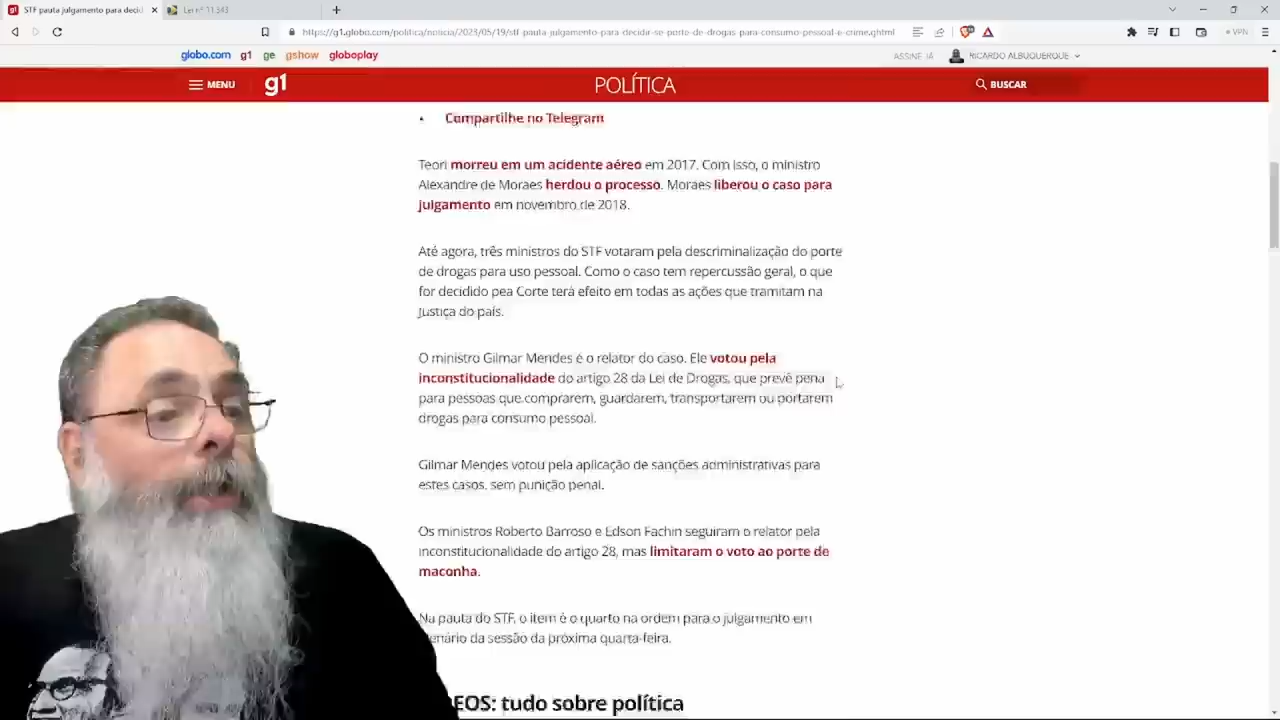 STF pauta julgamento para decid
Lei nº 11.343
https://g1.globo.com/politica/noticia/2023/05/19/stf-pauta-julgamento-para-decidir-se-porte-de-drogas-para-consumo-pessoal-e-crime.ghtml
VPN
globo.com g1 ge gshow globoplay
ASSINE JÁ
RICARDO ALBUQUERQUE
MENU
g1
POLÍTICA
BUSCAR
• Compartilhe no Telegram
Teori morreu em um acidente aéreo em 2017. Com isso, o ministro
Alexandre de Moraes herdou o processo. Moraes liberou o caso para
julgamento em novembro de 2018.
Até agora, três ministros do STF votaram pela descriminalização do porte
de drogas para uso pessoal. Como o caso tem repercussão geral, o que
for decidido pea Corte terá efeito em todas as ações que tramitam na
Justiça do país.
O ministro Gilmar Mendes é o relator do caso. Ele votou pela
inconstitucionalidade do artigo 28 da Lei de Drogas, que prevê pena
para pessoas que comprarem, guardarem, transportarem ou portarem
drogas para consumo pessoal.
Gilmar Mendes votou pela aplicação de sanções administrativas para
estes casos, sem punição penal.
Os ministros Roberto Barroso e Edson Fachin seguiram o relator pela
inconstitucionalidade do artigo 28, mas limitaram o voto ao porte de
maconha.
Na pauta do STF, o item é o quarto na ordem para o julgamento em
plenário da sessão da próxima quarta-feira.
EOS: tudo sobre política